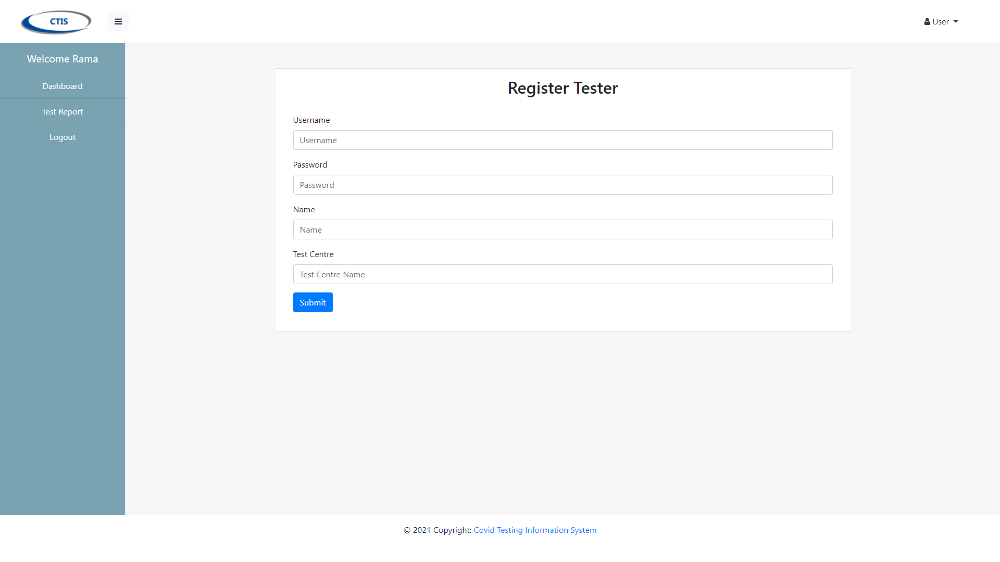 CTIS
User
Welcome Rama
Dashboard
Test Report
Logout
Register Tester
Username
Username
Password
Password
Name
Name
Test Centre
Test Centre Name
Submit
© 2021 Copyright: Covid Testing Information System